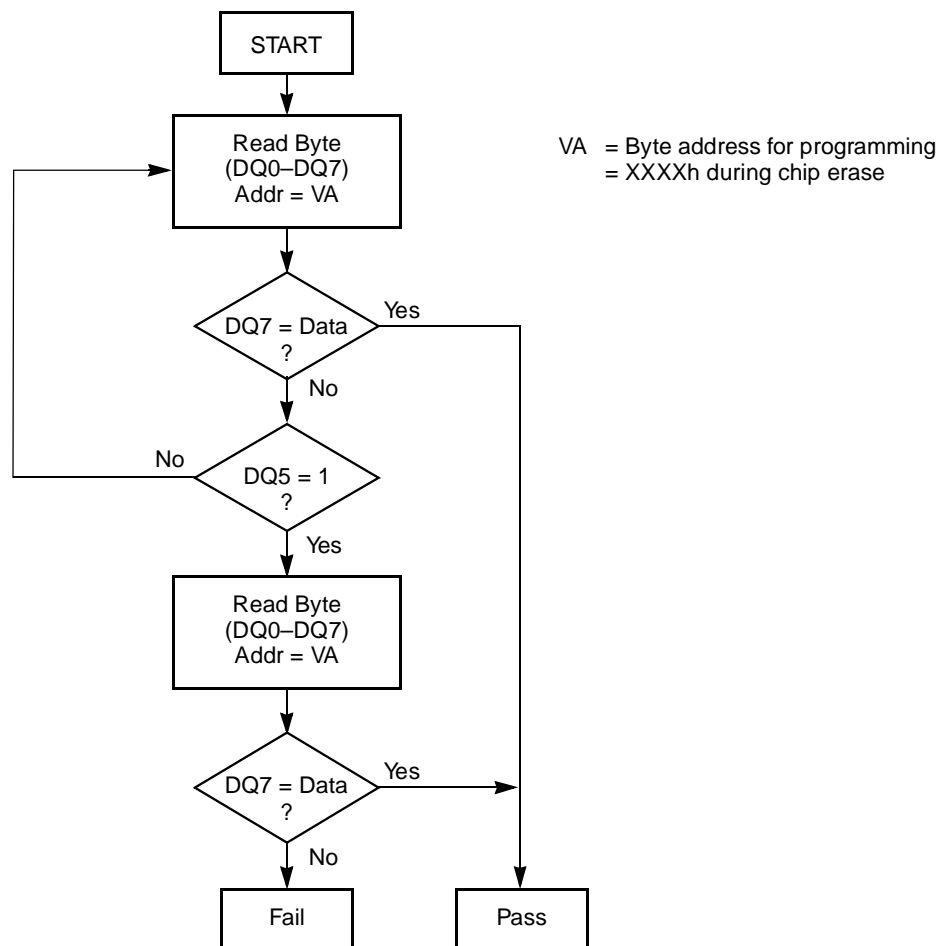 START
Read Byte
(DQ0–DQ7)
Addr = VA
VA = Byte address for programming
= XXXXh during chip erase
DQ7 = Data
?
Yes
No
DQ5 = 1
?
No
Yes
Read Byte
(DQ0–DQ7)
Addr = VA
DQ7 = Data
?
Yes
No
Fail
Pass